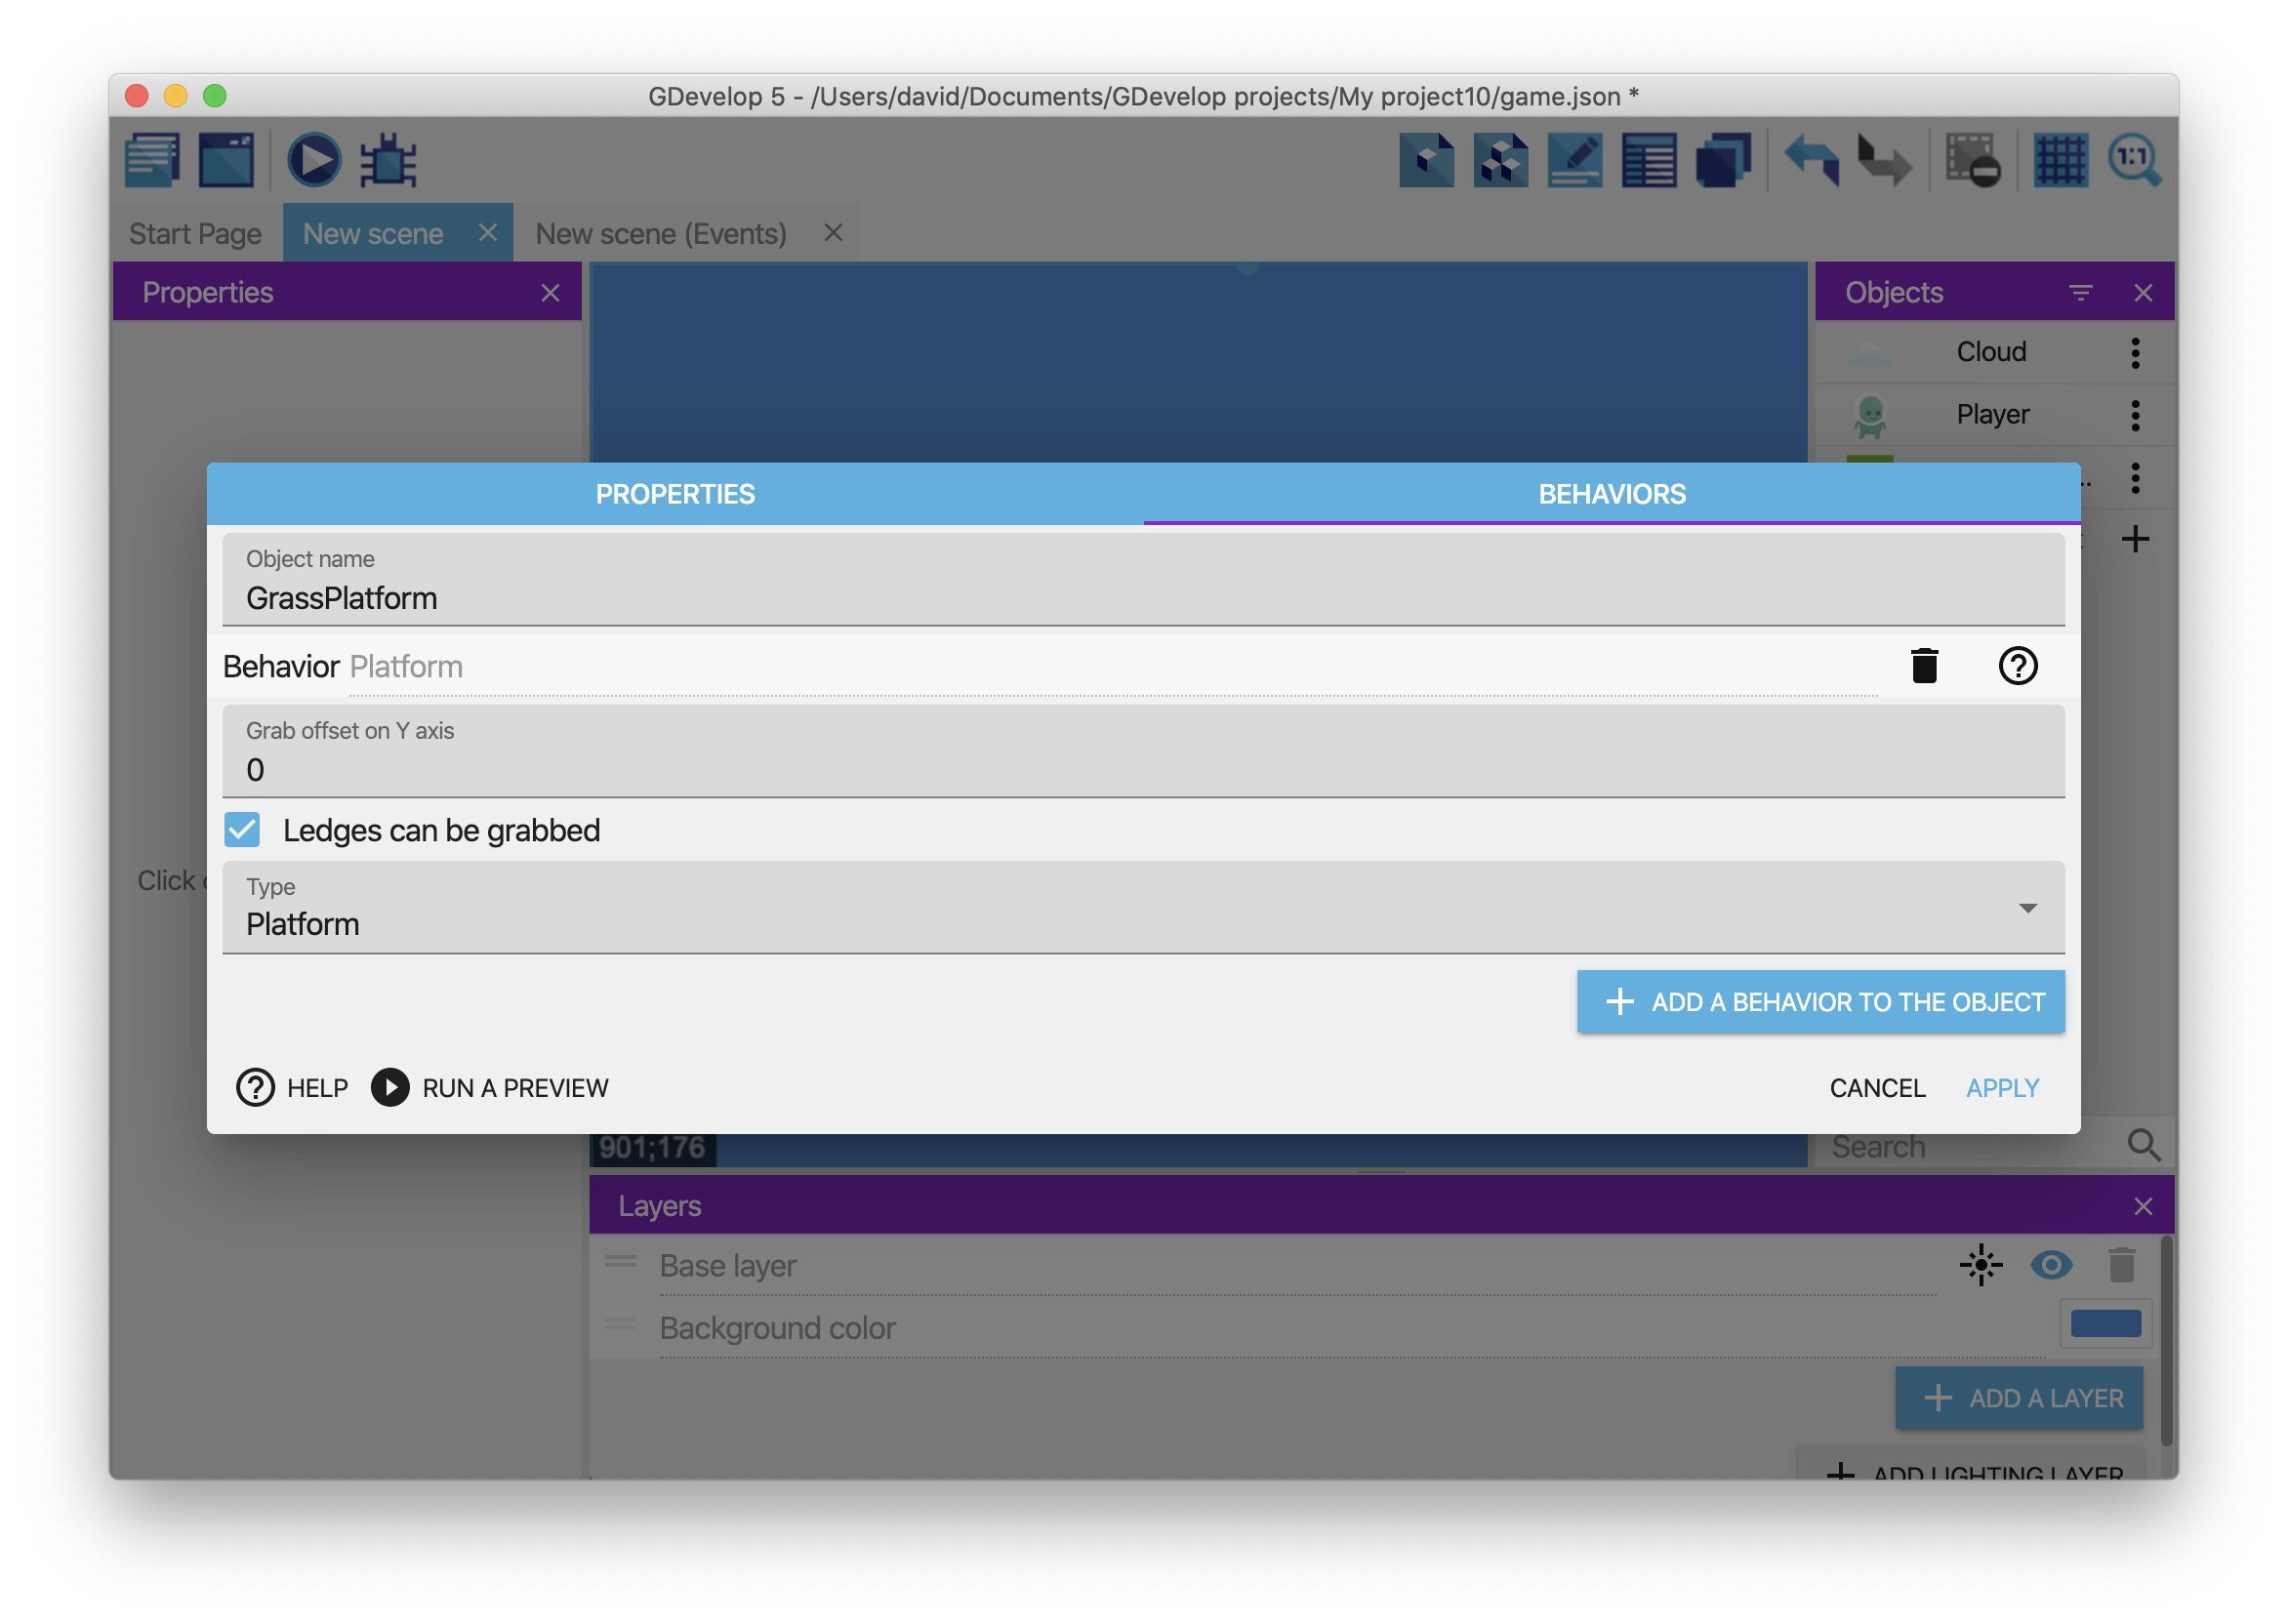 GDevelop 5 - /Users/david/Documents/GDevelop projects/My project10/game.json *
1:1
Start Page
New scene
New scene (Events)
Properties
Objects
Cloud
Player
..
PROPERTIES
BEHAVIORS
Object name
GrassPlatform
Behavior Platform
Grab offset on Y axis
0
Ledges can be grabbed
Click
Type
Platform
ADD A BEHAVIOR TO THE OBJECT
HELP
RUN A PREVIEW
CANCEL
APPLY
901;176
Search
Layers
Base layer
Background color
ADD A LAYER
ADD LIGHTING LAYER